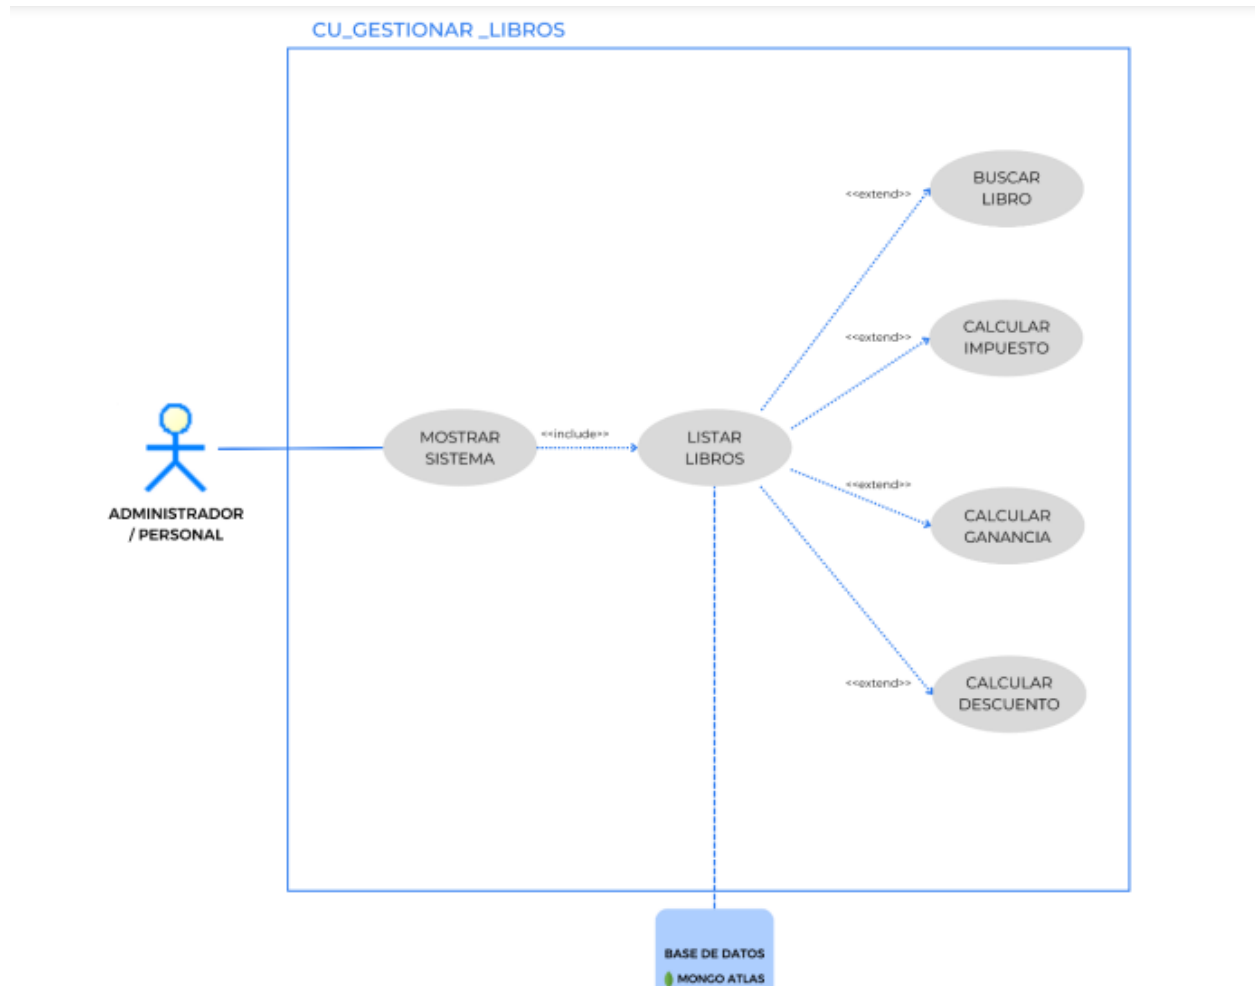 CU_GESTIONAR _LIBROS
BUSCAR
LIBRO
<<extend>>
CALCULAR
IMPUESTO
<<extend>>
MOSTRAR
SISTEMA
<<include>>
LISTAR
LIBROS
ADMINISTRADOR
/ PERSONAL
<<extend>>
CALCULAR
GANANCIA
<<extend>>
CALCULAR
DESCUENTO
BASE DE DATOS
MONGO ATLAS